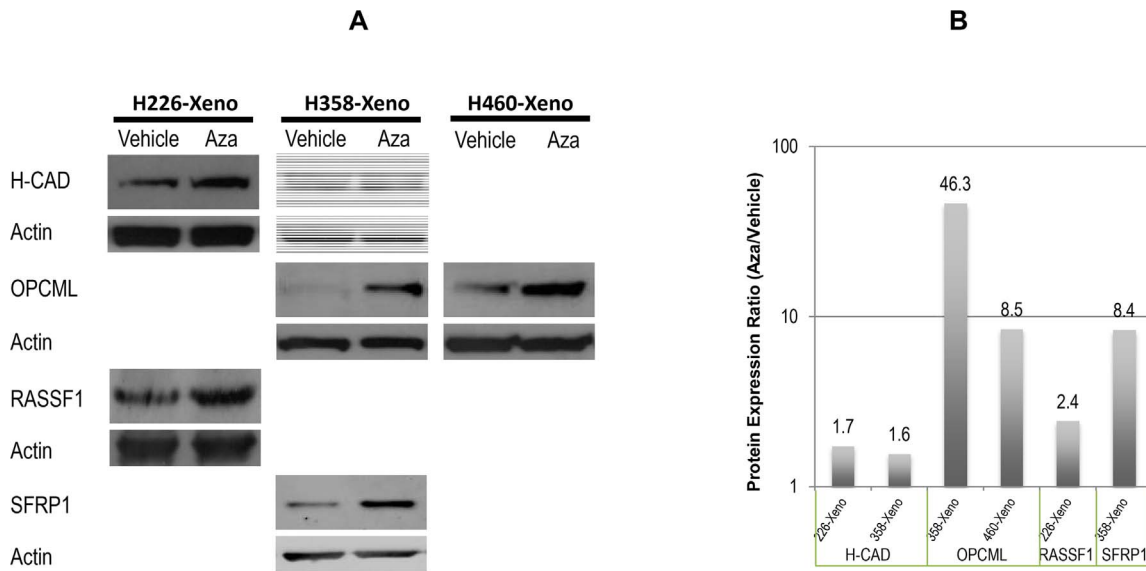 A
B
H226-Xeno
H358-Xeno
H460-Xeno
Vehicle Aza
Vehicle Aza
Vehicle Aza
H-CAD
Actin
OPCML
Actin
RASSF1
Actin
SFRP1
Actin
Protein Expression Ratio (Aza/Vehicle)
100
10
1
1.7
1.6
46.3
8.5
2.4
8.4
226-Xeno
358-Xeno
358-Xeno
460-Xeno
226-Xeno
358-Xeno
H-CAD
OPCML
RASSF1
SFRP1